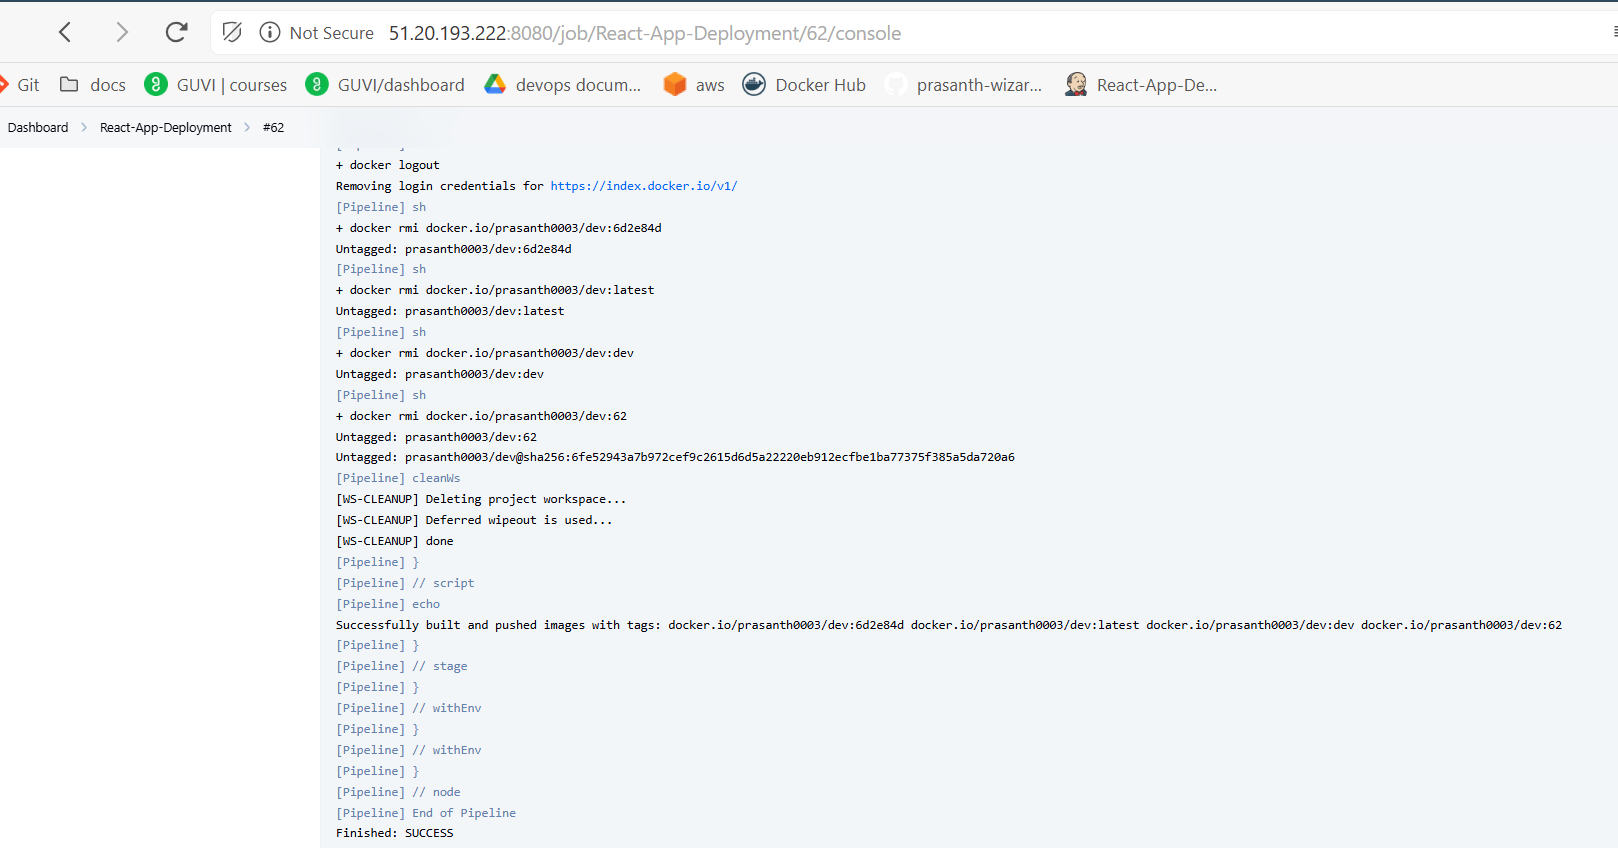 Not Secure 51.20.193.222:8080/job/React-App-Deployment/62/console
Git docs GUVI | courses GUVI/dashboard devops docum... aws Docker Hub prasanth-wizar... React-App-De...
Dashboard React-App-Deployment #62
+ docker logout
Removing login credentials for https://index.docker.io/v1/
[Pipeline] sh
+ docker rmi docker.io/prasanth0003/dev:6d2e84d
Untagged: prasanth0003/dev:6d2e84d
[Pipeline] sh
+ docker rmi docker.io/prasanth0003/dev:latest
Untagged: prasanth0003/dev:latest
[Pipeline] sh
+ docker rmi docker.io/prasanth0003/dev:dev
Untagged: prasanth0003/dev:dev
[Pipeline] sh
+ docker rmi docker.io/prasanth0003/dev:62
Untagged: prasanth0003/dev:62
Untagged: prasanth0003/dev@sha256:6fe52943a7b972cef9c2615d6d5a22220eb912ecfbe1ba77375f385a5da720a6
[Pipeline] cleanWs
[WS-CLEANUP] Deleting project workspace...
[WS-CLEANUP] Deferred wipeout is used...
[WS-CLEANUP] done
[Pipeline] }
[Pipeline] // script
[Pipeline] echo
Successfully built and pushed images with tags: docker.io/prasanth0003/dev:6d2e84d docker.io/prasanth0003/dev:latest docker.io/prasanth0003/dev:dev docker.io/prasanth0003/dev:62
[Pipeline] }
[Pipeline] // stage
[Pipeline] }
[Pipeline] // withEnv
[Pipeline] }
[Pipeline] // withEnv
[Pipeline] }
[Pipeline] // node
[Pipeline] End of Pipeline
Finished: SUCCESS